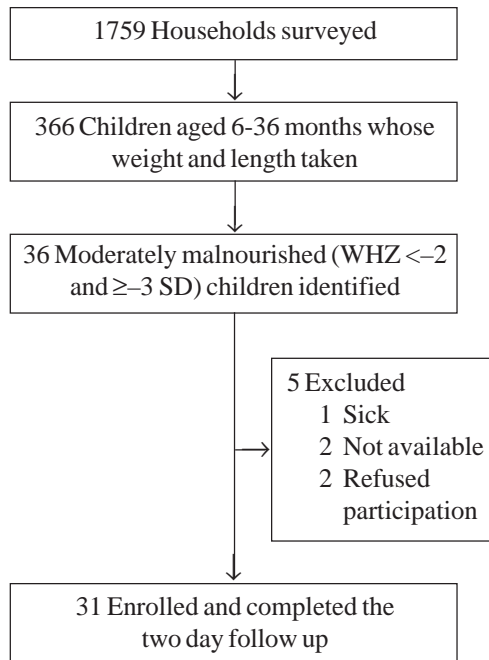 1759 Households surveyed
366 Children aged 6-36 months whose
weight and length taken
36 Moderately malnourished (WHZ <–2
and ≥–3 SD) children identified
5 Excluded
1 Sick
2 Not available
2 Refused
participation
31 Enrolled and completed the
two day follow up